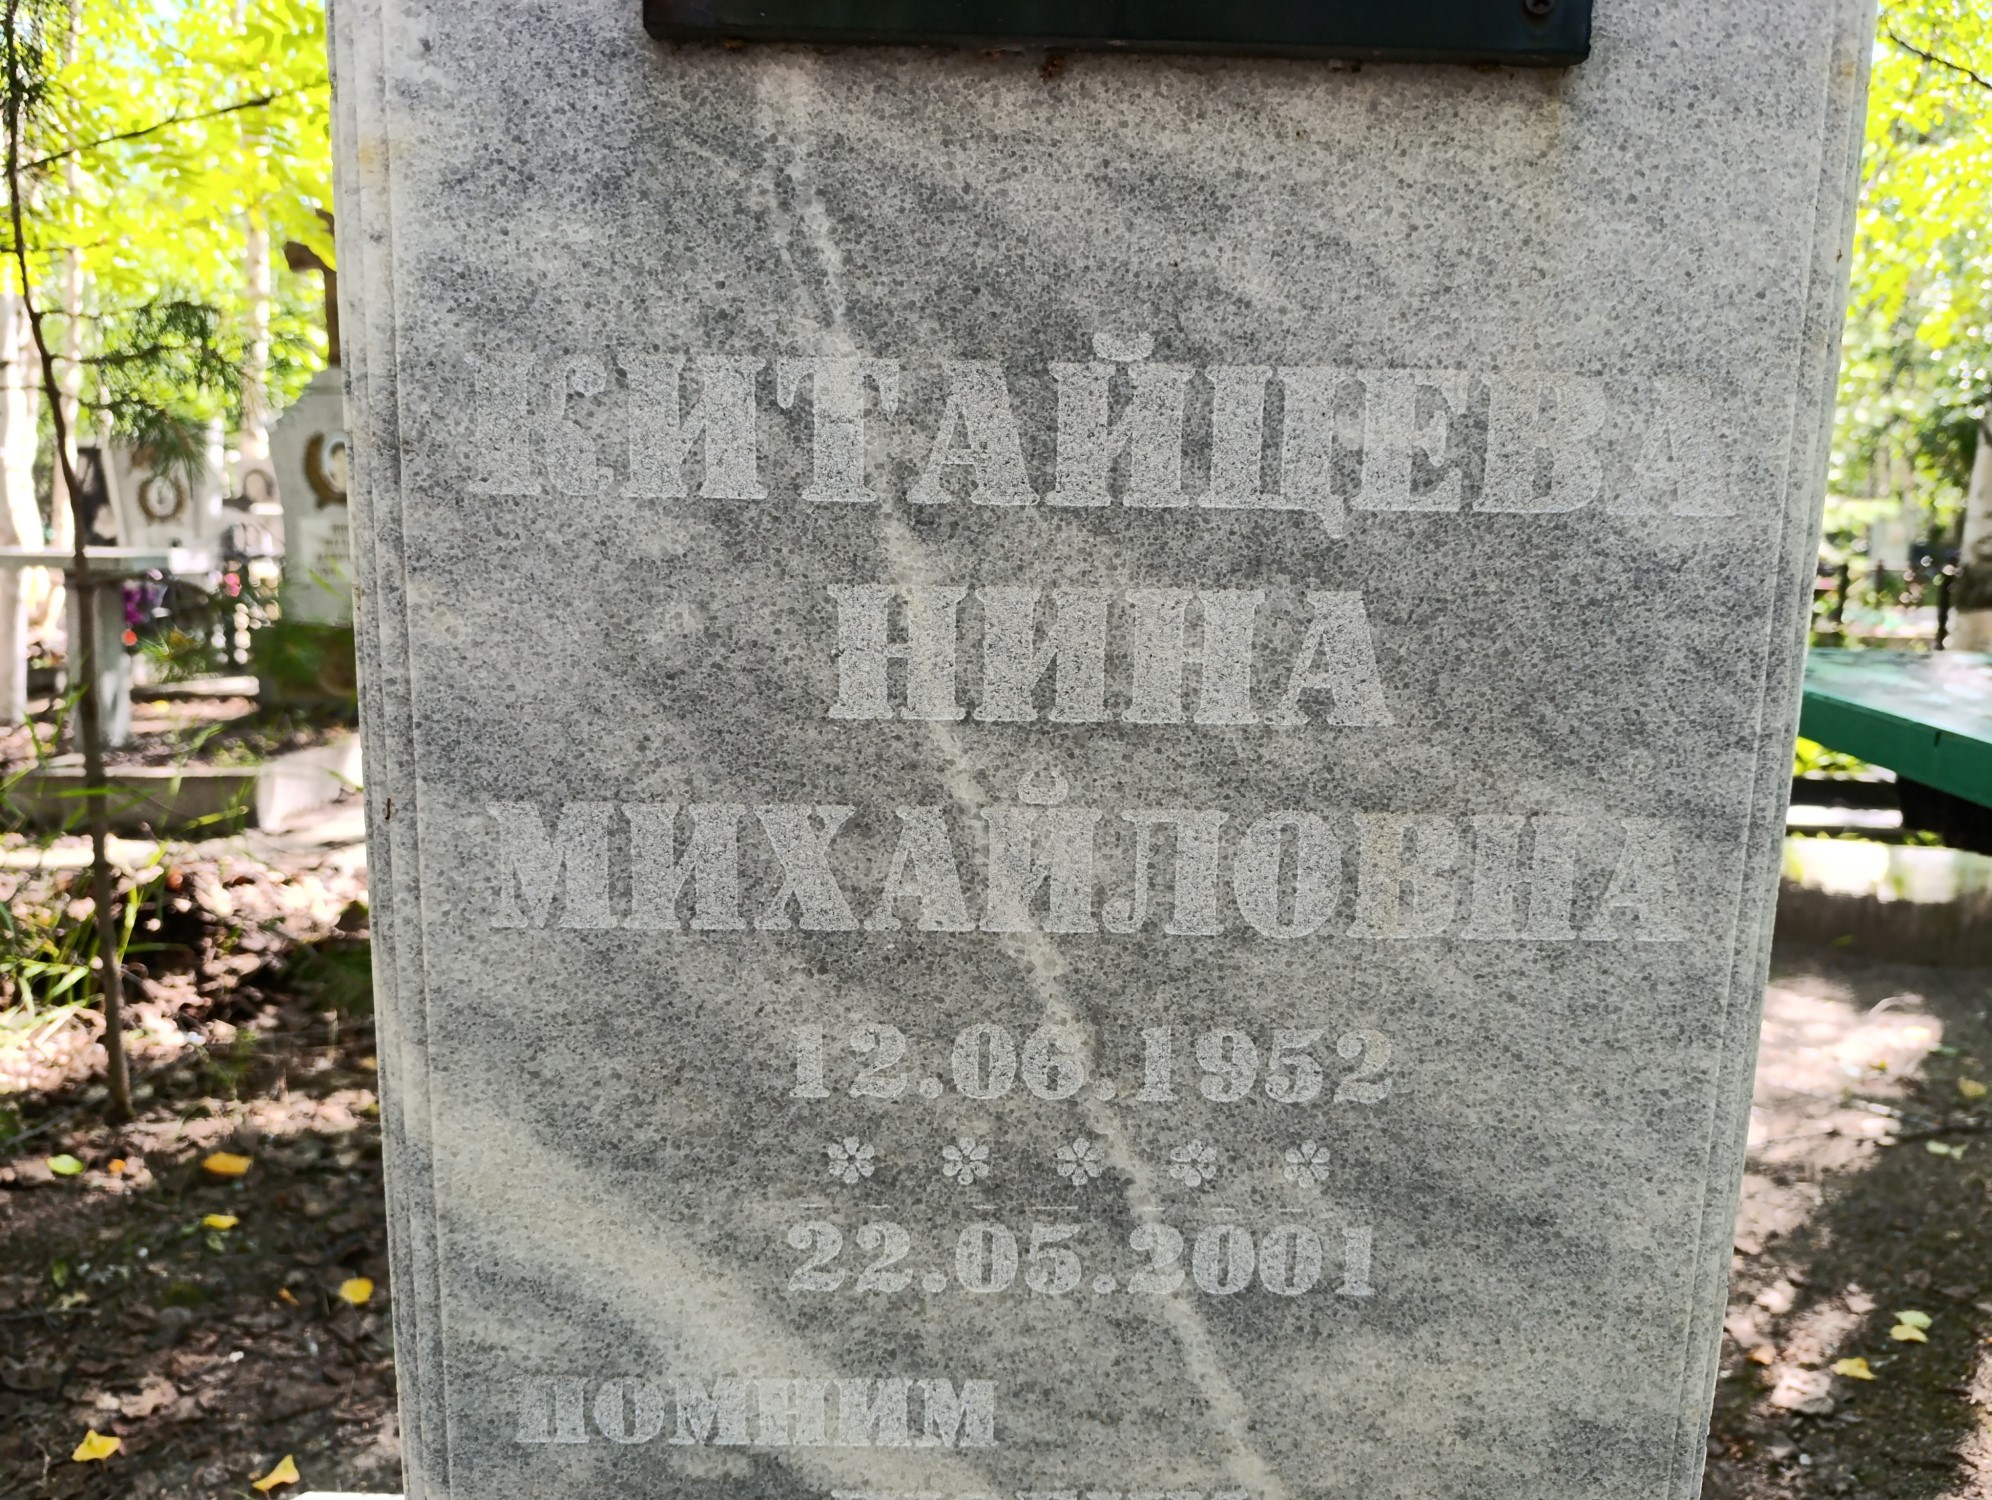 КИТАЙЦЕВА
НИНА
МИХАЙЛОВНА
12.06.1952
* * * * *
22.05.2001
ПОМНИМ